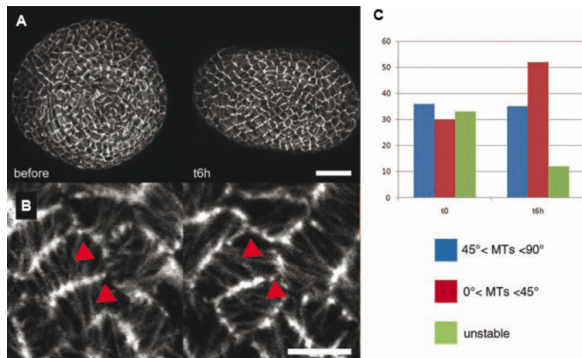 A
before
t6h
B
C
60
50
40
30
20
10
0
t0
t6h
45°< MTs <90°
0°< MTs <45°
unstable